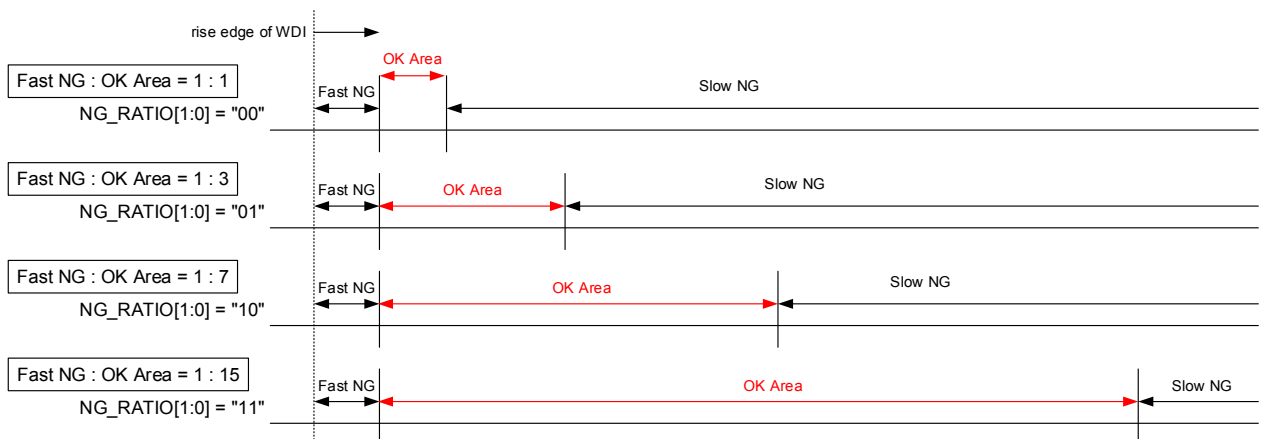 rise edge of WDI
OK Area
Fast NG : OK Area = 1 : 1
Fast NG
Slow NG
NG_RATIO[1:0] = "00"
Fast NG : OK Area = 1 : 3
Fast NG
OK Area
Slow NG
NG_RATIO[1:0] = "01"
Fast NG : OK Area = 1 : 7
Fast NG
OK Area
Slow NG
NG_RATIO[1:0] = "10"
Fast NG : OK Area = 1 : 15
Fast NG
OK Area
Slow NG
NG_RATIO[1:0] = "11"